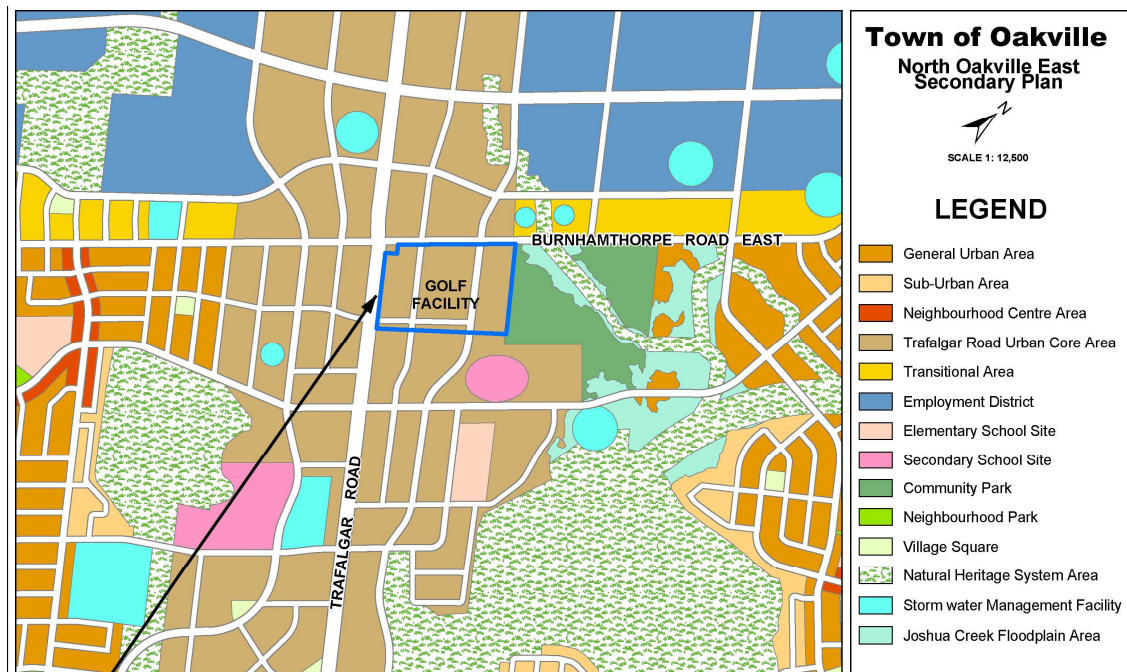 Town of Oakville
North Oakville East
Secondary Plan
N
SCALE 1: 12,500
LEGEND
General Urban Area
Sub-Urban Area
Neighbourhood Centre Area
Trafalgar Road Urban Core Area
Transitional Area
Employment District
Elementary School Site
Secondary School Site
Community Park
Neighbourhood Park
Village Square
Natural Heritage System Area
Storm water Management Facility
Joshua Creek Floodplain Area
BURNHAMTHORPE ROAD EAST
GOLF
FACILITY
TRAFALGAR ROAD